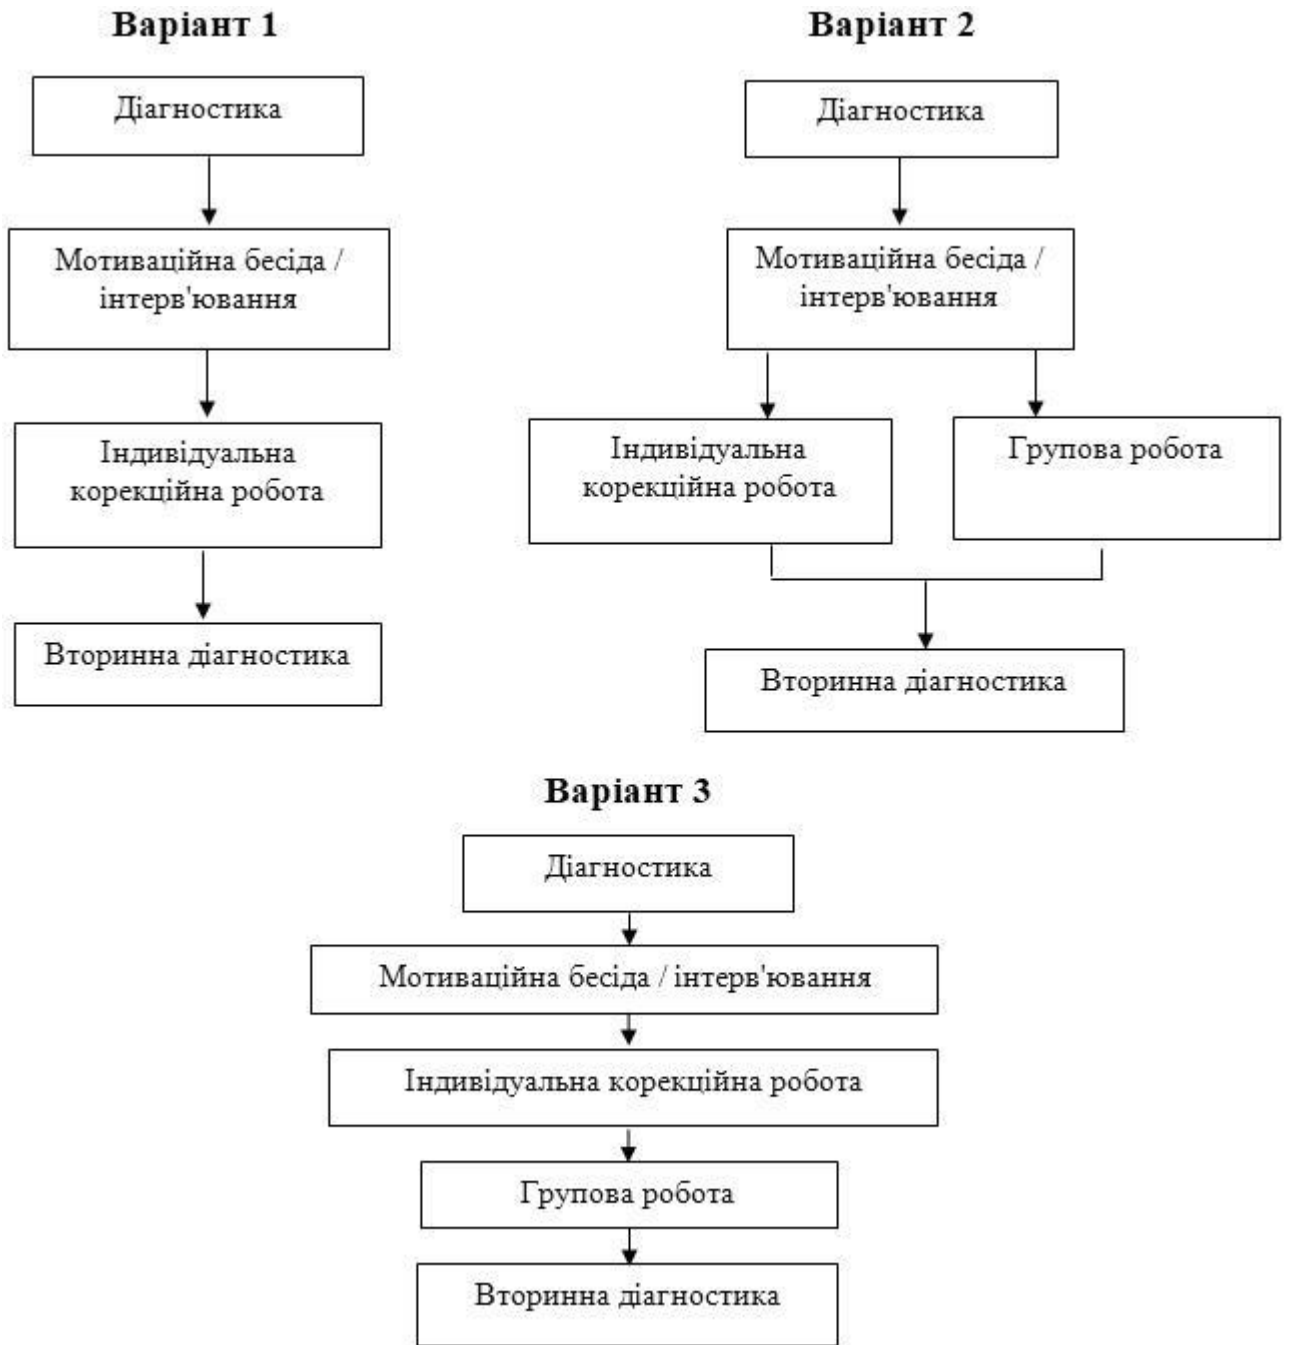 Варіант 1
Діагностика
Мотиваційна бесіда /
інтерв'ювання
Індивідуальна
корекційна робота
Вторинна діагностика
Варіант 2
Діагностика
Мотиваційна бесіда /
інтерв'ювання
Індивідуальна
корекційна робота
Групова робота
Вторинна діагностика
Варіант 3
Діагностика
Мотиваційна бесіда / інтерв'ювання
Індивідуальна корекційна робота
Групова робота
Вторинна діагностика